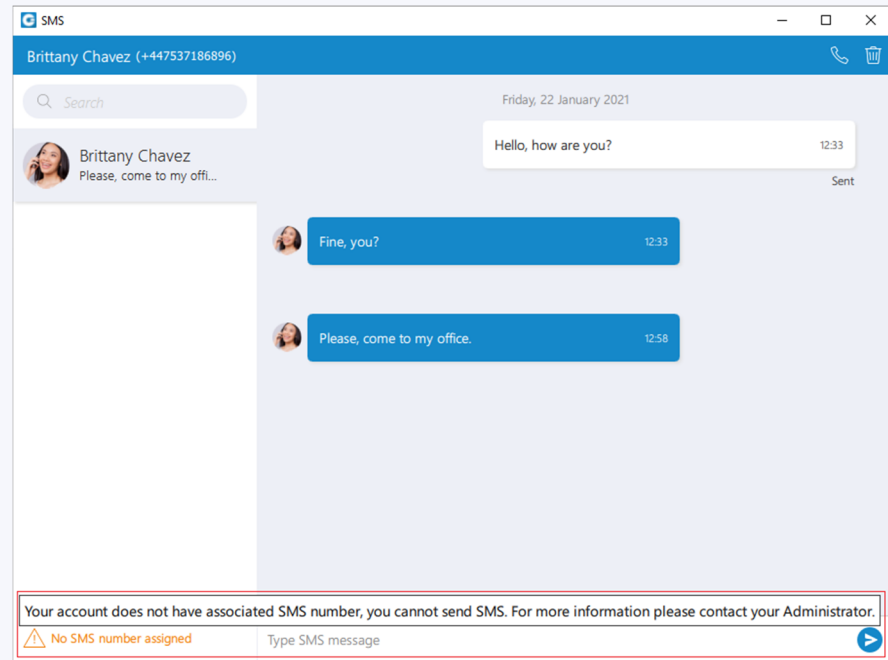 SMS
Brittany Chavez (+447537186896)
Search
Brittany Chavez
Please, come to my offi...
Friday, 22 January 2021
Hello, how are you? 12:33
Sent
Fine, you? 12:33
Please, come to my office. 12:58
Your account does not have associated SMS number, you cannot send SMS. For more information please contact your Administrator.
No SMS number assigned
Type SMS message